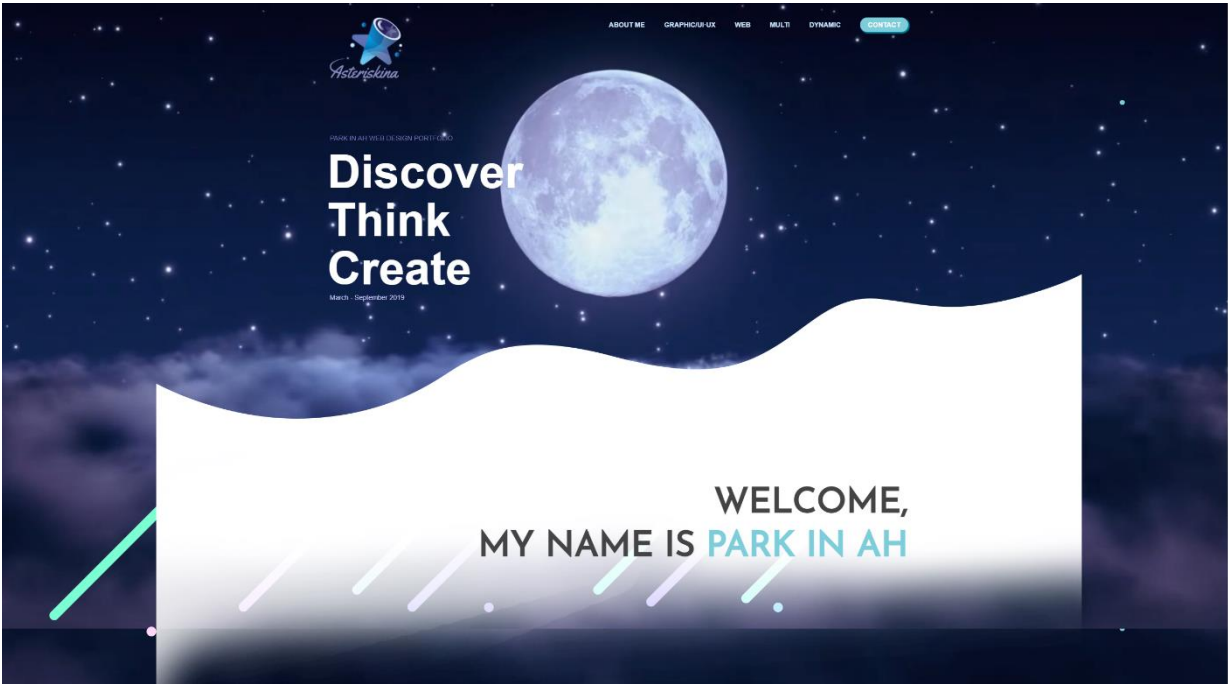 Asteriskina
ABOUT ME GRAPHIC/UI·UX WEB MULTI DYNAMIC CONTACT
PARK IN AH WEB DESIGN PORTFOLIO
Discover
Think
Create
March - September 2019
WELCOME,
MY NAME IS PARK IN AH